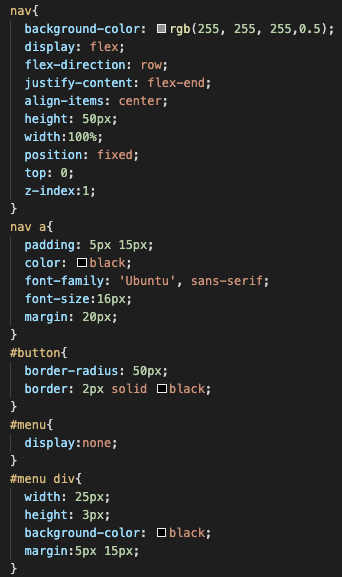 nav{
background-color: rgb(255, 255, 255,0.5);
display: flex;
flex-direction: row;
justify-content: flex-end;
align-items: center;
height: 50px;
width:100%;
position: fixed;
top: 0;
z-index:1;
}
nav a{
padding: 5px 15px;
color: black;
font-family: 'Ubuntu', sans-serif;
font-size:16px;
margin: 20px;
}
#button{
border-radius: 50px;
border: 2px solid black;
}
#menu{
display:none;
}
#menu div{
width: 25px;
height: 3px;
background-color: black;
margin:5px 15px;
}